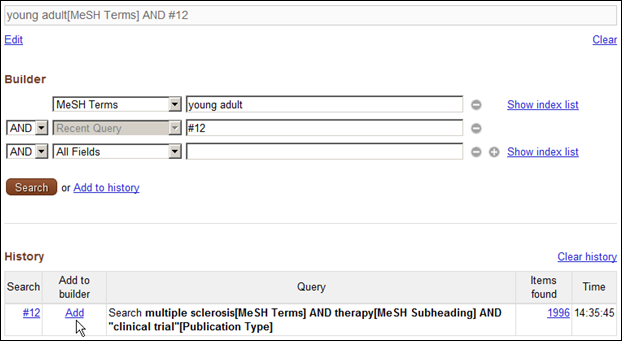 young adult[MeSH Terms] AND #12
Edit Clear
Builder
MeSH Terms young adult Show index list
AND Recent Query #12
AND All Fields Show index list
Search or Add to history
History Clear history
Search Add to builder Query Items found Time
#12 Add Search multiple sclerosis[MeSH Terms] AND therapy[MeSH Subheading] AND 1996 14:35:45
"clinical trial"[Publication Type]